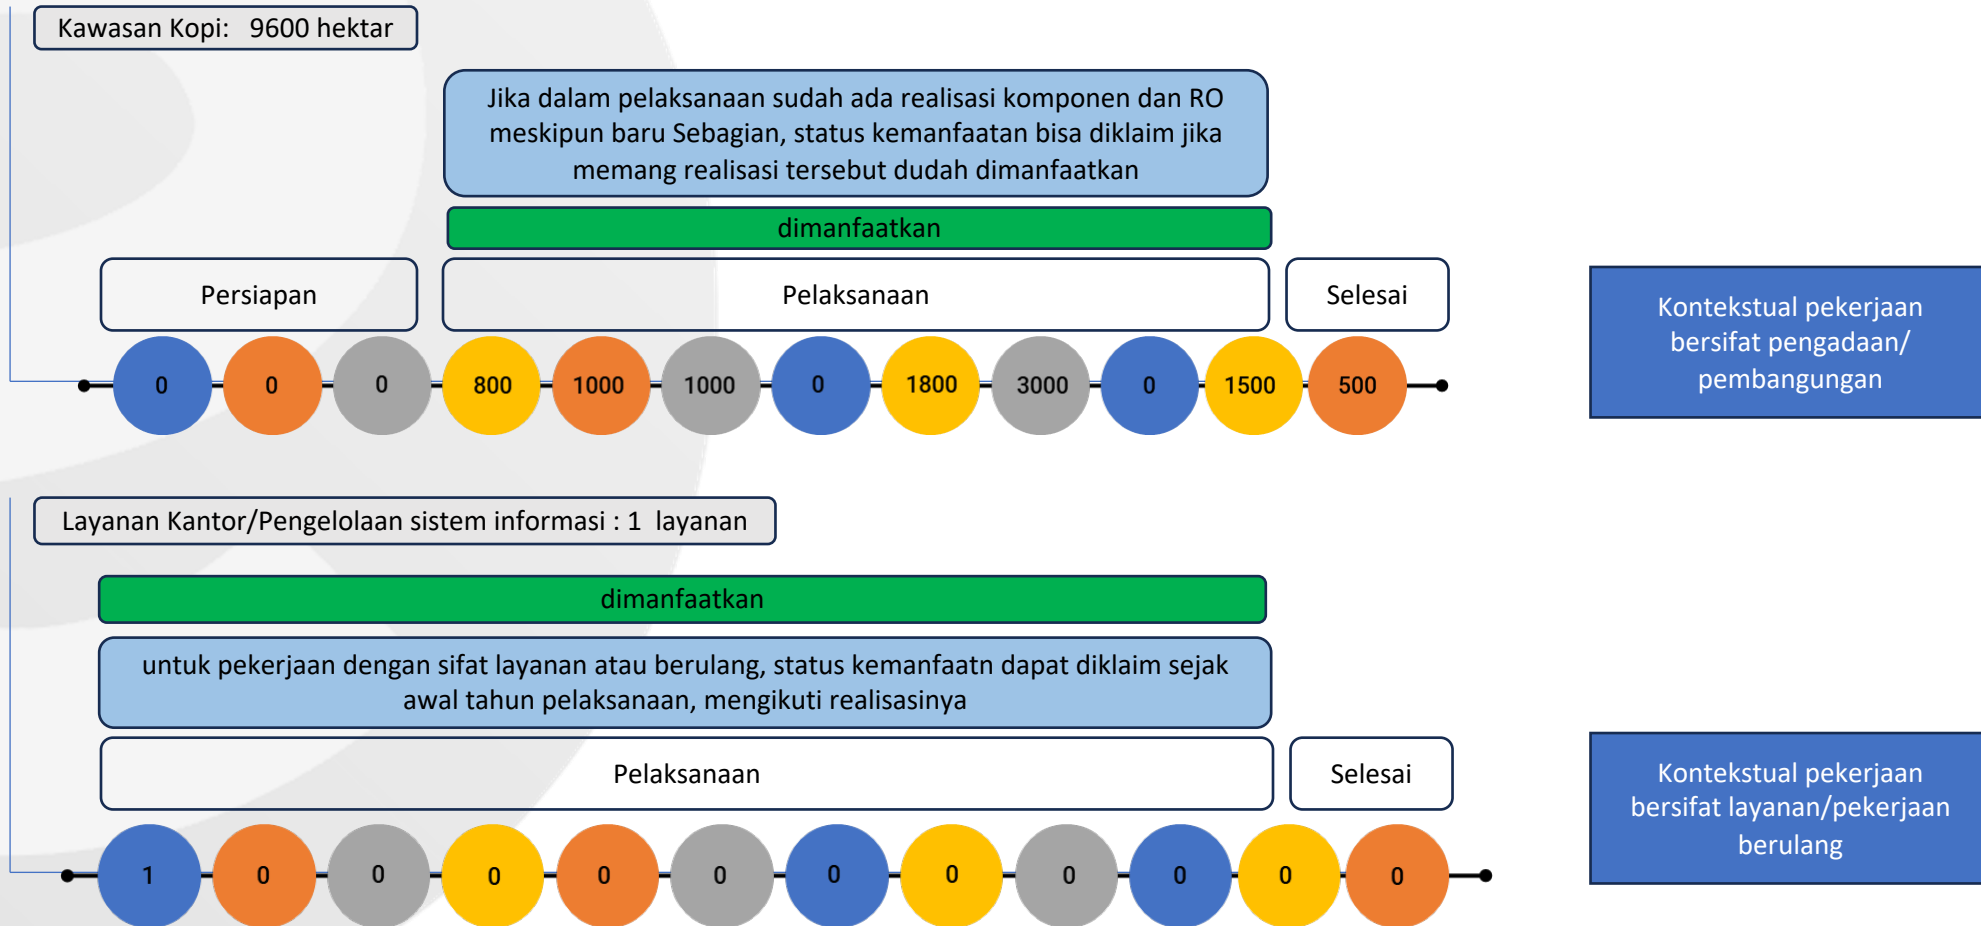 Kawasan Kopi: 9600 hektar
Jika dalam pelaksanaan sudah ada realisasi komponen dan RO
meskipun baru Sebagian, status kemanfaatan bisa diklaim jika
memang realisasi tersebut dudah dimanfaatkan
dimanfaatkan
Persiapan
Pelaksanaan
Selesai
0 0 0 800 1000 1000 0 1800 3000 0 1500 500
Kontekstual pekerjaan
bersifat pengadaan/
pembangungan
Layanan Kantor/Pengelolaan sistem informasi : 1 layanan
dimanfaatkan
untuk pekerjaan dengan sifat layanan atau berulang, status kemanfaatn dapat diklaim sejak
awal tahun pelaksanaan, mengikuti realisasinya
Pelaksanaan
Selesai
1 0 0 0 0 0 0 0 0 0 0 0
Kontekstual pekerjaan
bersifat layanan/pekerjaan
berulang